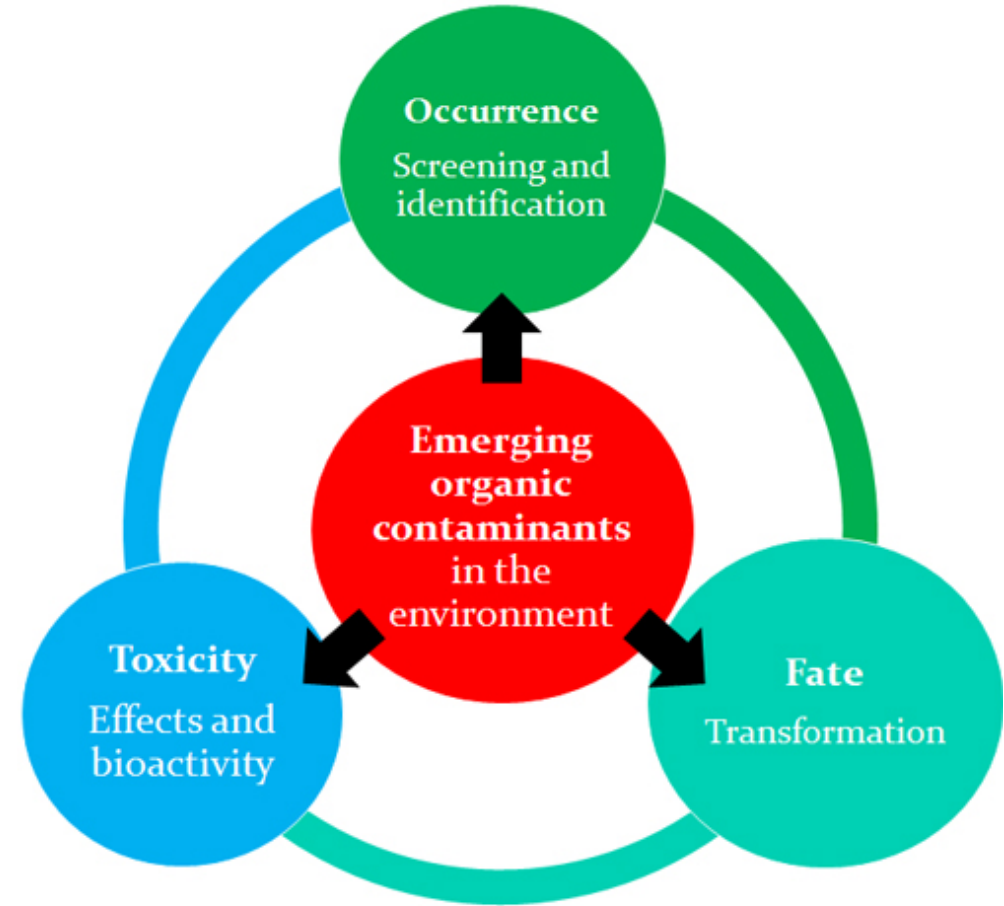 Occurrence
Screening and
identification
Emerging
organic
contaminants
in the
environment
Toxicity
Effects and
bioactivity
Fate
Transformation